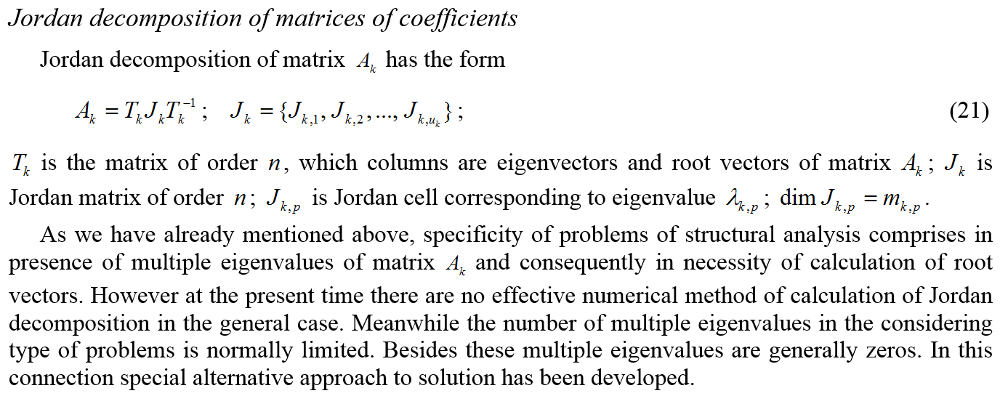 Jordan decomposition of matrices of coefficients
Jordan decomposition of matrix A_k has the form
A_k = T_k J_k T_k^{-1} ; J_k = {J_{k,1}, J_{k,2}, ..., J_{k,u_k}} ; (21)
T_k is the matrix of order n, which columns are eigenvectors and root vectors of matrix A_k ; J_k is
Jordan matrix of order n ; J_{k,p} is Jordan cell corresponding to eigenvalue λ_{k,p} ; dim J_{k,p} = m_{k,p} .
As we have already mentioned above, specificity of problems of structural analysis comprises in
presence of multiple eigenvalues of matrix A_k and consequently in necessity of calculation of root
vectors. However at the present time there are no effective numerical method of calculation of Jordan
decomposition in the general case. Meanwhile the number of multiple eigenvalues in the considering
type of problems is normally limited. Besides these multiple eigenvalues are generally zeros. In this
connection special alternative approach to solution has been developed.